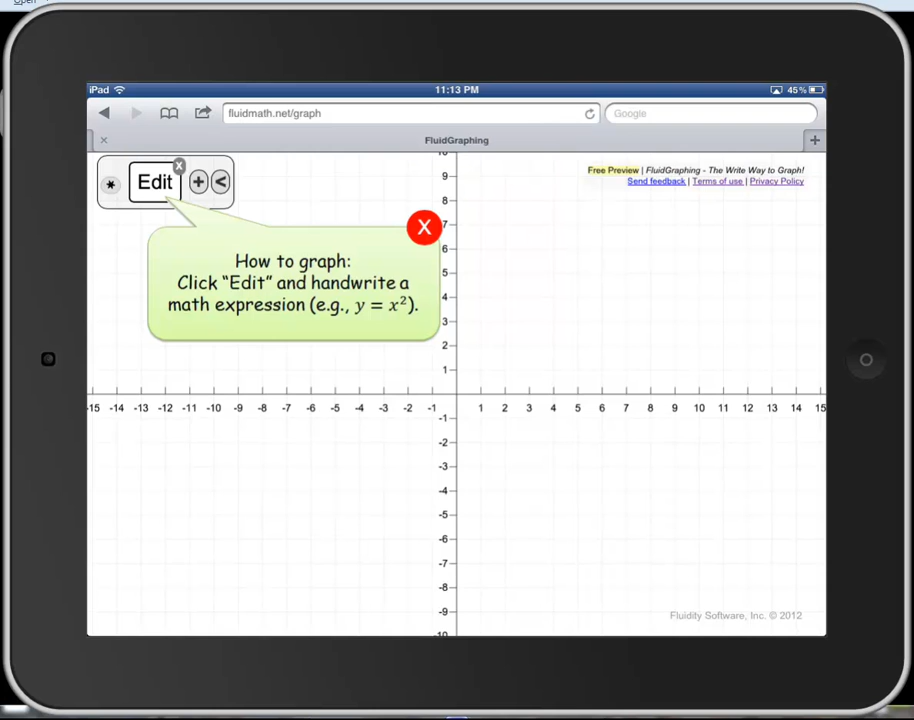 Open
iPad
11:13 PM
45%
fluidmath.net/graph
Google
FluidGraphing
Edit
X
+
<
Free Preview | FluidGraphing - The Write Way to Graph!
Send feedback | Terms of use | Privacy Policy
X
How to graph:
Click “Edit” and handwrite a
math expression (e.g., y = x²).
10
9
8
7
6
5
4
3
2
1
-15 -14 -13 -12 -11 -10 -9 -8 -7 -6 -5 -4 -3 -2 -1 1 2 3 4 5 6 7 8 9 10 11 12 13 14 15
-1
-2
-3
-4
-5
-6
-7
-8
-9
-10
Fluidity Software, Inc. © 2012